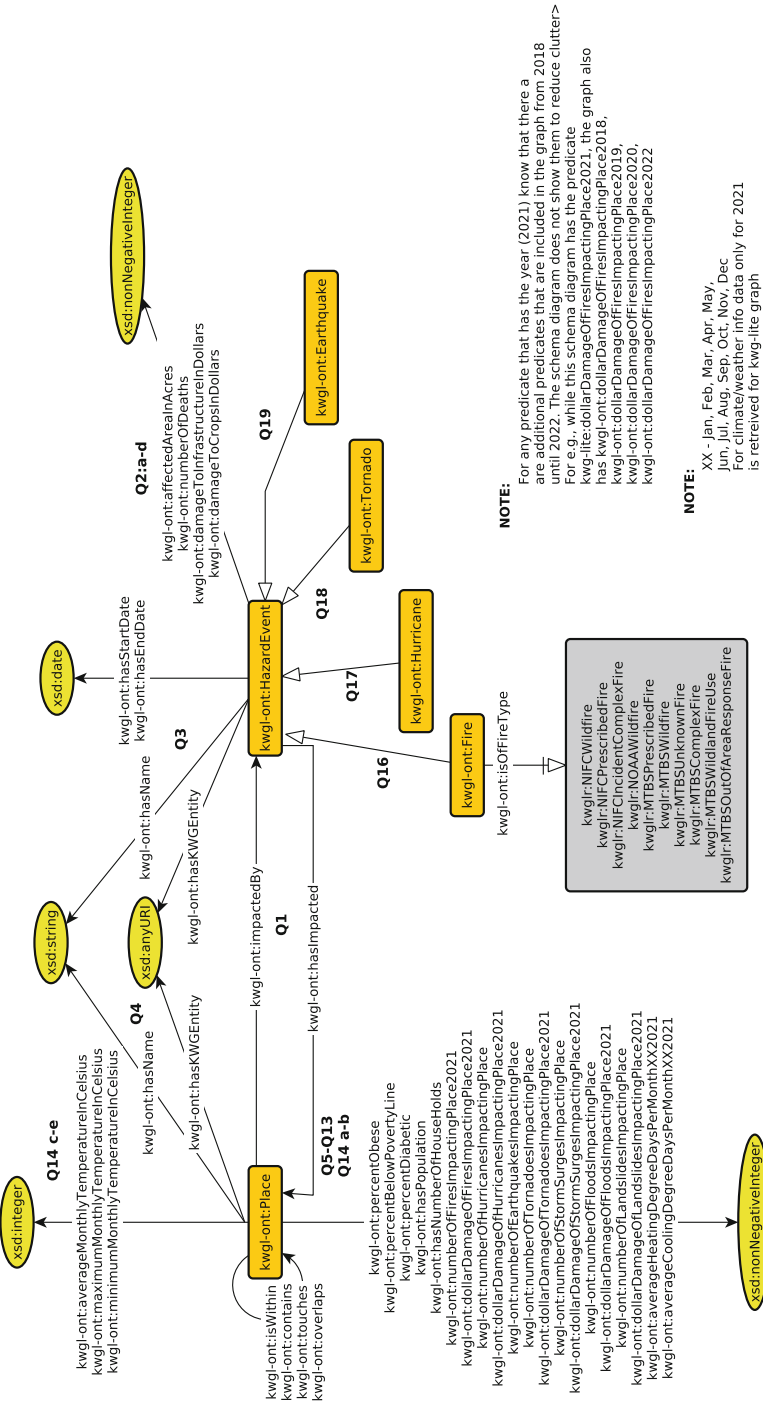 xsd:integer
kwgl-ont:averageMonthlyTemperatureInCelsius
kwgl-ont:maximumMonthlyTemperatureInCelsius
kwgl-ont:minimumMonthlyTemperatureInCelsius
Q14 c-e
xsd:string
kwgl-ont:hasName
kwgl-ont:hasName
Q3
xsd:date
kwgl-ont:hasStartDate
kwgl-ont:hasEndDate
xsd:anyURI
Q4
kwgl-ont:hasKWGEntity
kwgl-ont:hasKWGEntity
xsd:nonNegativeInteger
Q2:a-d
kwgl-ont:affectedAreaInAcres
kwgl-ont:numberOfDeaths
kwgl-ont:damageToInfrastructureInDollars
kwgl-ont:damageToCropsInDollars
kwgl-ont:Place
kwgl-ont:isWithin
kwgl-ont:contains
kwgl-ont:touches
kwgl-ont:overlaps
kwgl-ont:impactedBy
Q1
kwgl-ont:hasImpacted
kwgl-ont:HazardEvent
Q19
kwgl-ont:Earthquake
Q18
kwgl-ont:Tornado
Q17
kwgl-ont:Hurricane
Q16
kwgl-ont:Fire
kwgl-ont:isOfFireType
kwglr:NIFCWildfire
kwglr:NIFCPrescribedFire
kwglr:NIFCIncidentComplexFire
kwglr:NOAAWildfire
kwglr:MTBSPrescribedFire
kwglr:MTBSWildfire
kwglr:MTBSUnknownFire
kwglr:MTBSComplexFire
kwglr:MTBSWildlandFireUse
kwglr:MTBSOutOfAreaResponseFire
Q5-Q13
Q14 a-b
kwgl-ont:percentObese
kwgl-ont:percentBelowPovertyLine
kwgl-ont:percentDiabetic
kwgl-ont:hasPopulation
kwgl-ont:hasNumberOfHouseHolds
kwgl-ont:numberOfFiresImpactingPlace2021
kwgl-ont:dollarDamageOfFiresImpactingPlace2021
kwgl-ont:numberOfHurricanesImpactingPlace
kwgl-ont:dollarDamageOfHurricanesImpactingPlace2021
kwgl-ont:numberOfEarthquakesImpactingPlace
kwgl-ont:numberOfTornadoesImpactingPlace
kwgl-ont:dollarDamageOfTornadoesImpactingPlace2021
kwgl-ont:numberOfStormSurgesImpactingPlace
kwgl-ont:dollarDamageOfStormSurgesImpactingPlace2021
kwgl-ont:numberOfFloodsImpactingPlace
kwgl-ont:dollarDamageOfFloodsImpactingPlace2021
kwgl-ont:numberOfLandslidesImpactingPlace
kwgl-ont:dollarDamageOfLandslidesImpactingPlace2021
kwgl-ont:averageHeatingDegreeDaysPerMonthXX2021
kwgl-ont:averageCoolingDegreeDaysPerMonthXX2021
xsd:nonNegativeInteger
NOTE:
For any predicate that has the year (2021) know that there a
are additional predicates that are included in the graph from 2018
until 2022. The schema diagram does not show them to reduce clutter>
For e.g., while this schema diagram has the predicate
kwg-lite:dollarDamageOfFiresImpactingPlace2021, the graph also
has kwgl-ont:dollarDamageOfFiresImpactingPlace2018,
kwgl-ont:dollarDamageOfFiresImpactingPlace2019,
kwgl-ont:dollarDamageOfFiresImpactingPlace2020,
kwgl-ont:dollarDamageOfFiresImpactingPlace2022
NOTE:
XX - Jan, Feb, Mar, Apr, May,
Jun, Jul, Aug, Sep, Oct, Nov, Dec
For climate/weather info data only for 2021
is retreived for kwg-lite graph